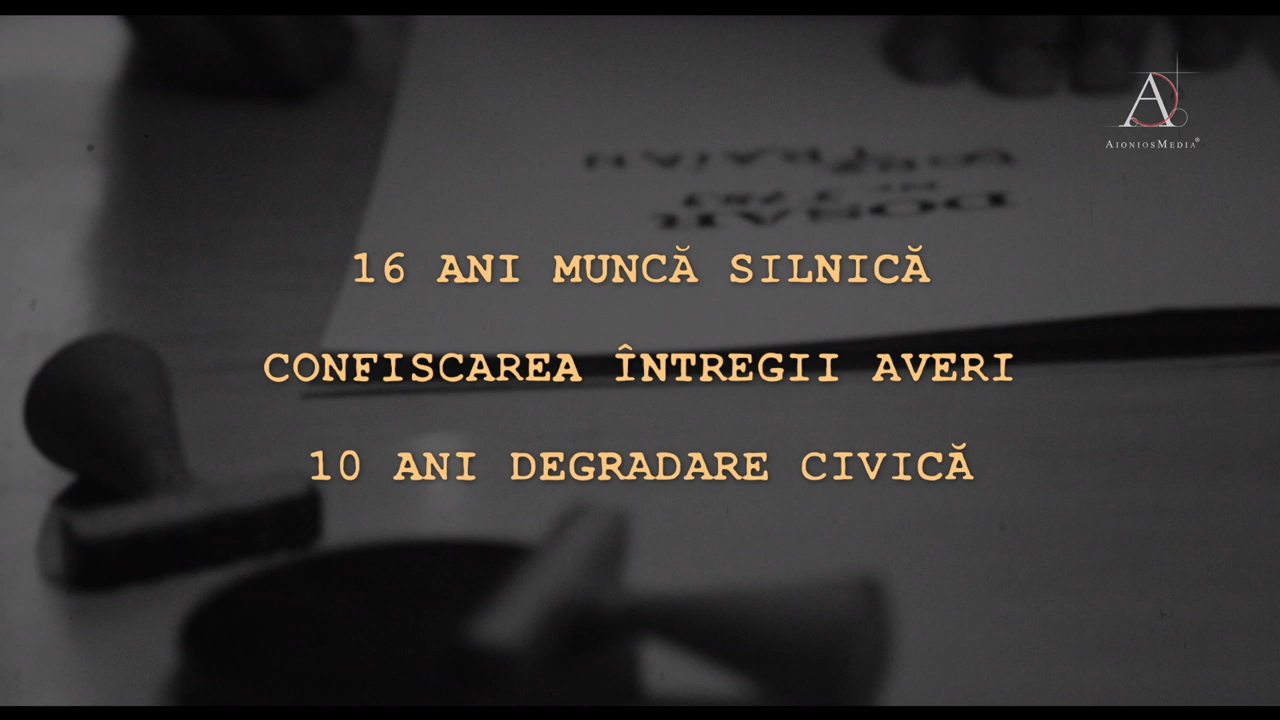 AIONIOSMEDIA®
16 ANI MUNCĂ SILNICĂ
CONFISCAREA ÎNTREGII AVERI
10 ANI DEGRADARE CIVICĂ